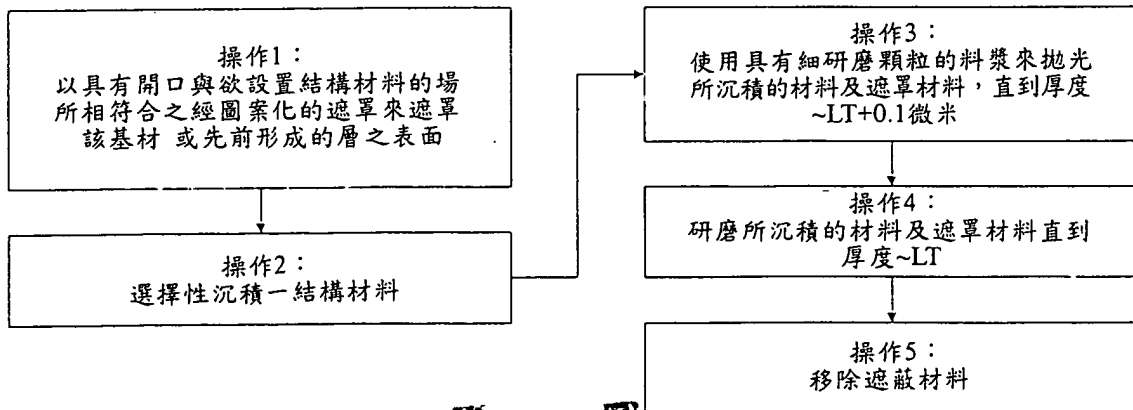 操作1：
以具有開口與欲設置結構材料的場
所相符合之經圖案化的遮罩來遮罩
該基材 或先前形成的層之表面
操作2：
選擇性沉積一結構材料
操作3：
使用具有細研磨顆粒的料漿來拋光
所沉積的材料及遮罩材料，直到厚度
~LT+0.1微米
操作4：
研磨所沉積的材料及遮罩材料直到
厚度~LT
操作5：
移除遮蔽材料